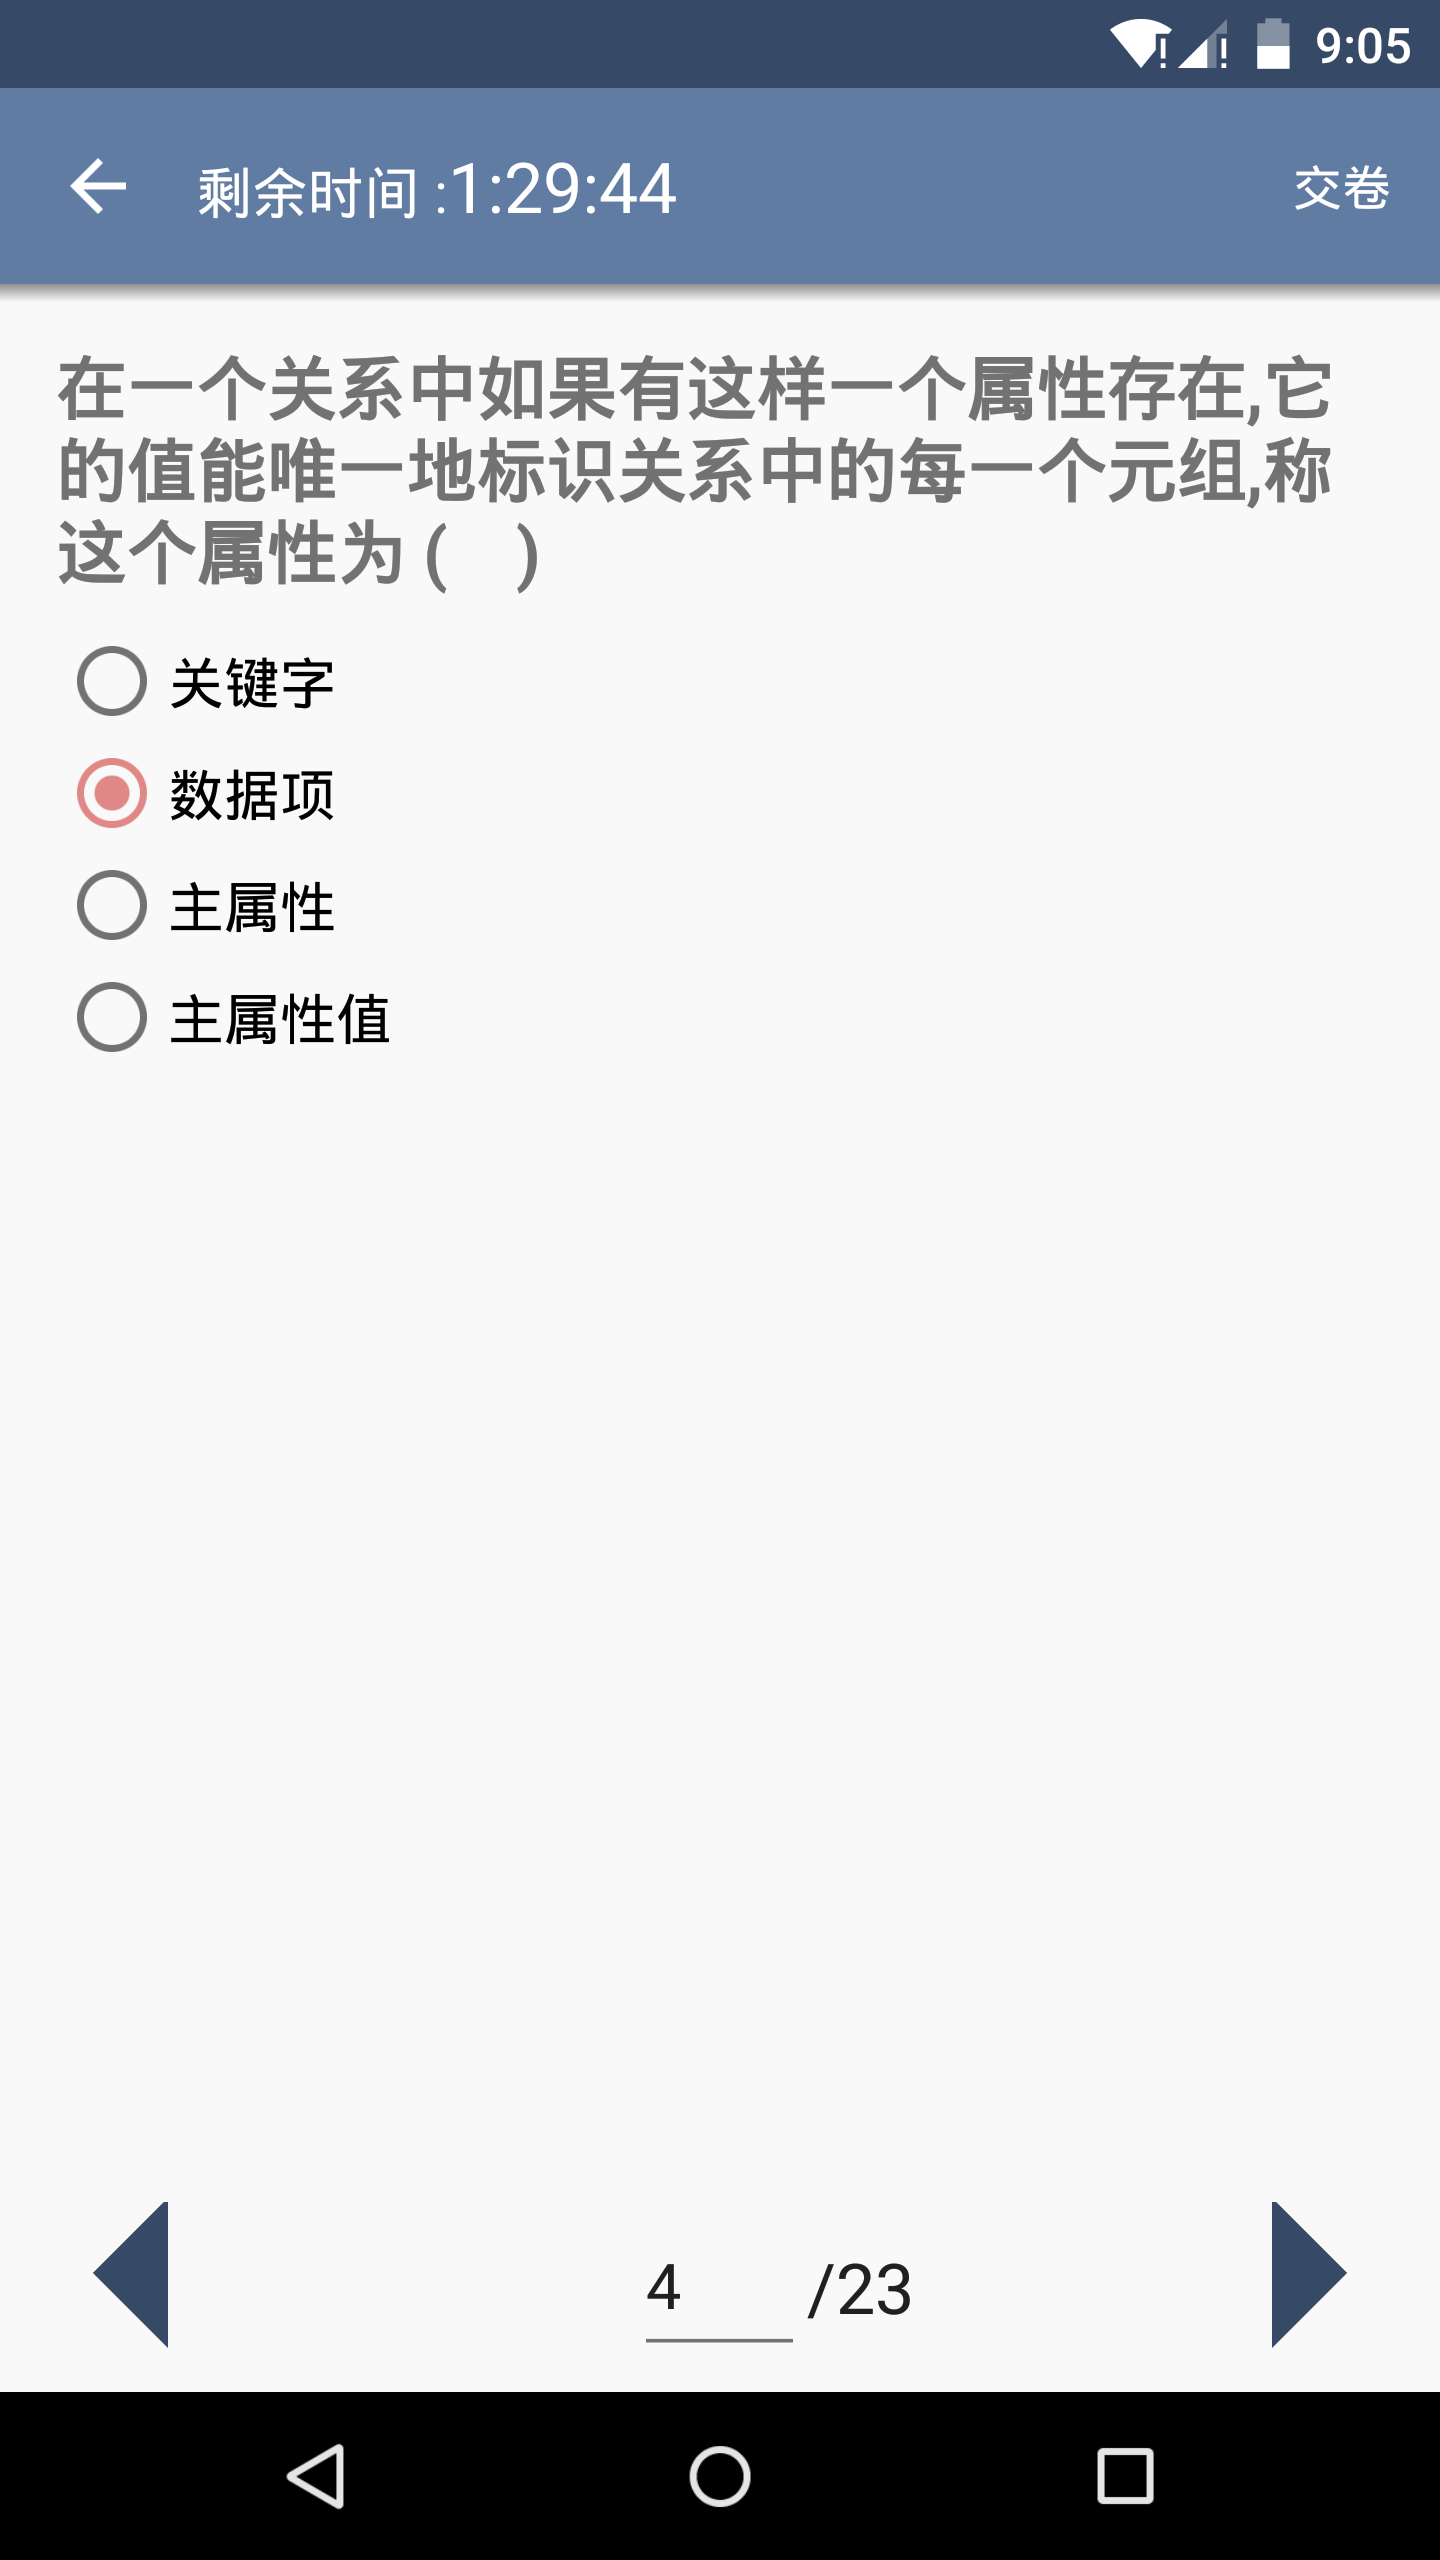 9:05
剩余时间 :1:29:44
交卷
在一个关系中如果有这样一个属性存在,它
的值能唯一地标识关系中的每一个元组,称
这个属性为 (    )
关键字
数据项
主属性
主属性值
4 /23